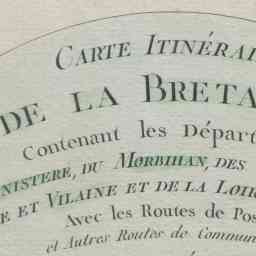 CARTE ITINÉRAI
DE LA BRETA
Contenant les Départ
NISTERE, DU MORBIHAN, DES
E ET VILAINE ET DE LA LOIR
Avec les Routes de Pos
et Autres Routes de Commun